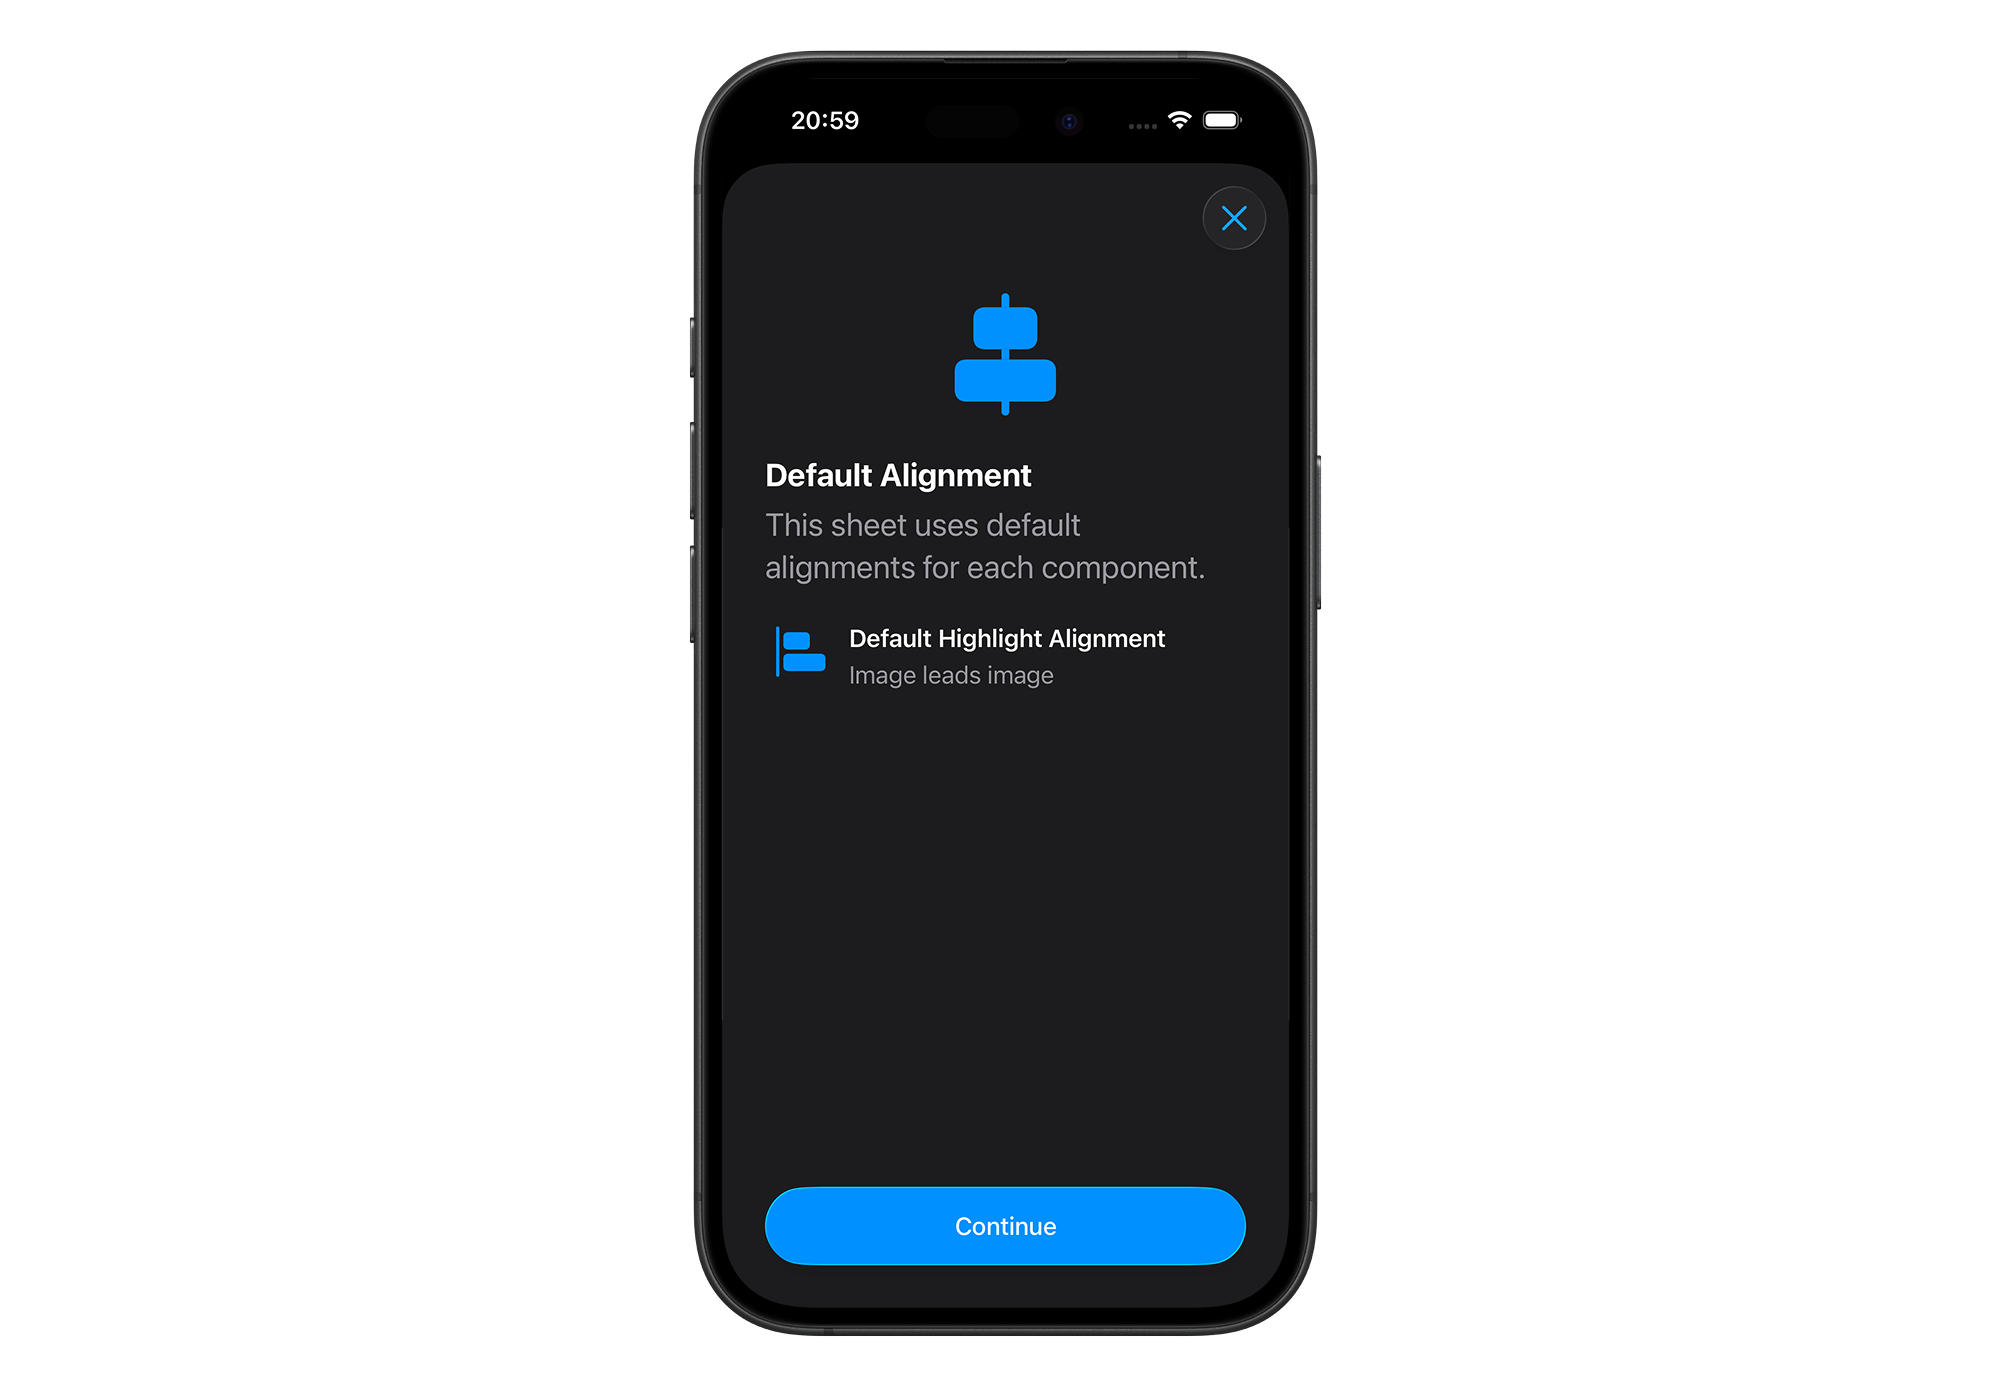 20:59
Default Alignment
This sheet uses default
alignments for each component.
Default Highlight Alignment
Image leads image
Continue